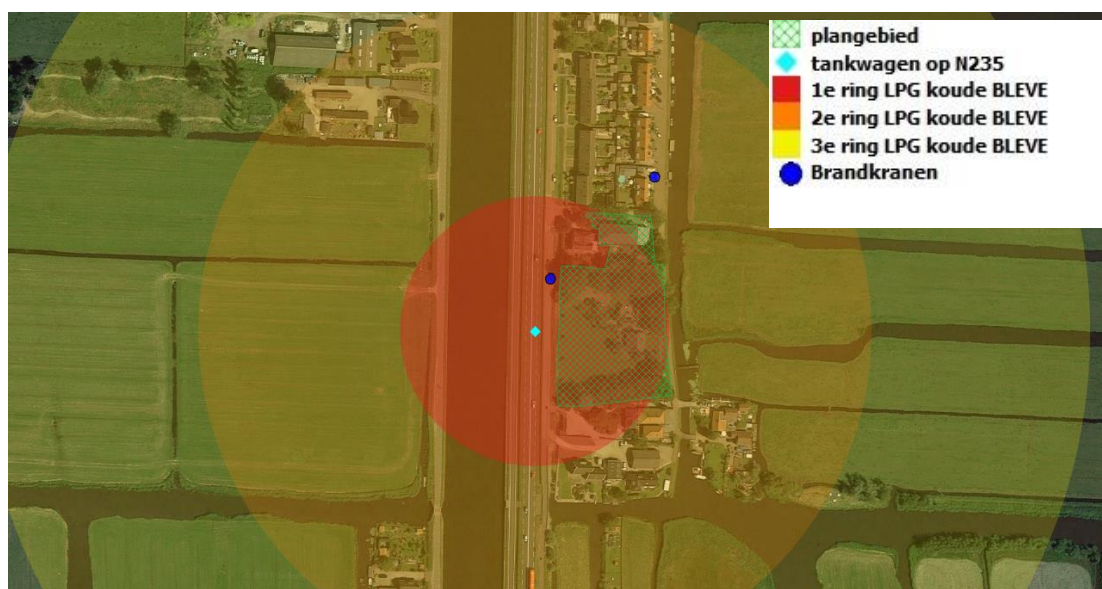 plangebied
tankwagen op N235
1e ring LPG koude BLEVE
2e ring LPG koude BLEVE
3e ring LPG koude BLEVE
Brandkranen